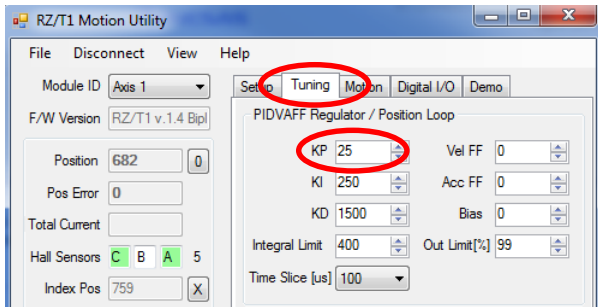 RZ/T1 Motion Utility
File Disconnect View Help
Module ID Axis 1
Setup Tuning Motion Digital I/O Demo
F/W Version RZ/T1 v.1.4 Bipl
PIDVAFF Regulator / Position Loop
Position 682 0
KP 25 Vel FF 0
Pos Error 0
KI 250 Acc FF 0
Total Current
KD 1500 Bias 0
Hall Sensors C B A 5
Integral Limit 400 Out Limit[%] 99
Index Pos 759 X
Time Slice [us] 100